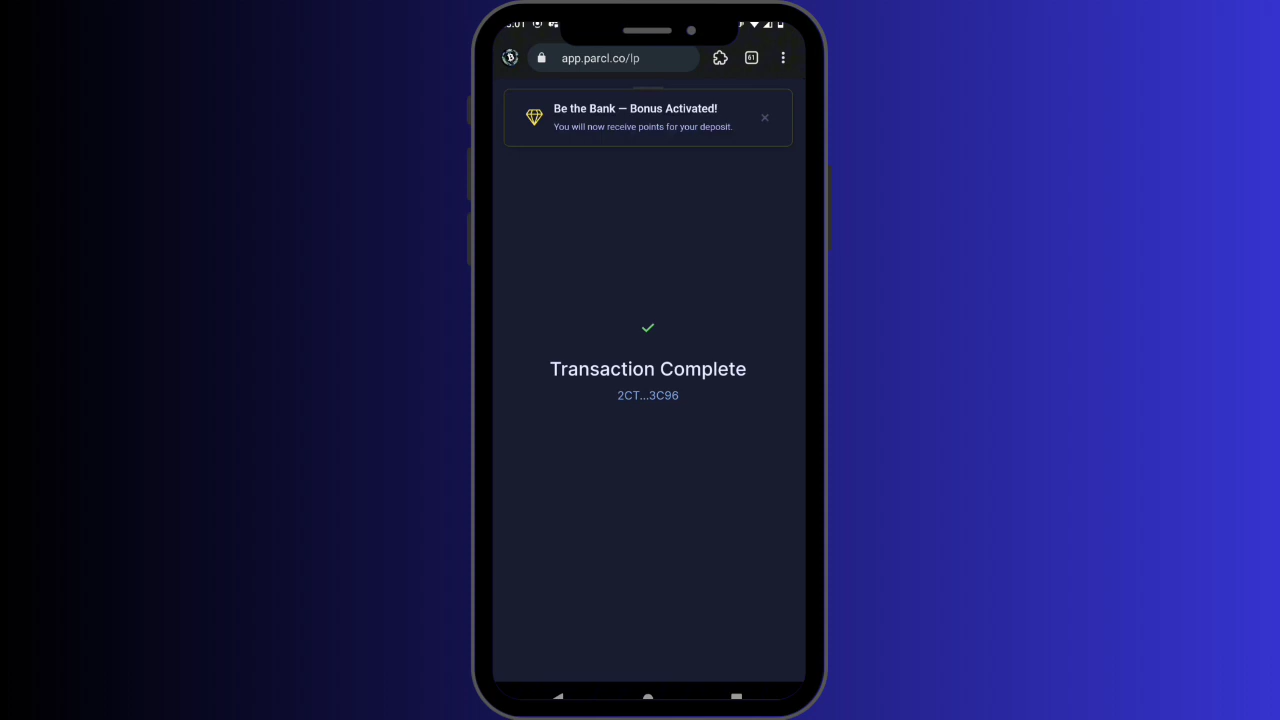 app.parcl.co/lp
61
Be the Bank — Bonus Activated!
You will now receive points for your deposit.
Transaction Complete
2CT...3C96